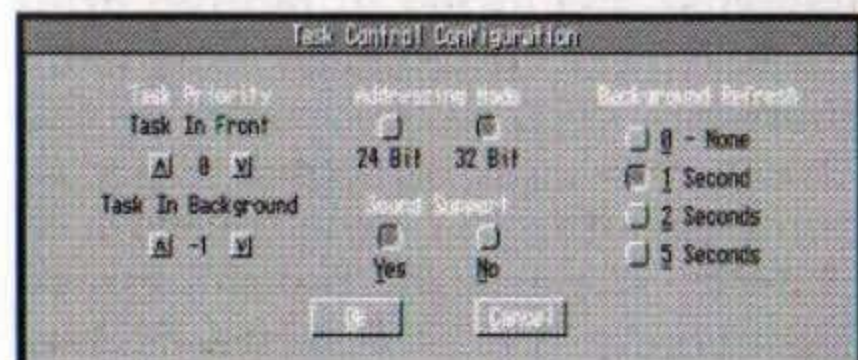 Task Control Configuration
Task Priority
Task In Front
0
Task In Background
-1
Addressing Mode
24 Bit
32 Bit
Sound Support
Yes
No
Background Refresh
0 - None
1 Second
2 Seconds
5 Seconds
Ok
Cancel